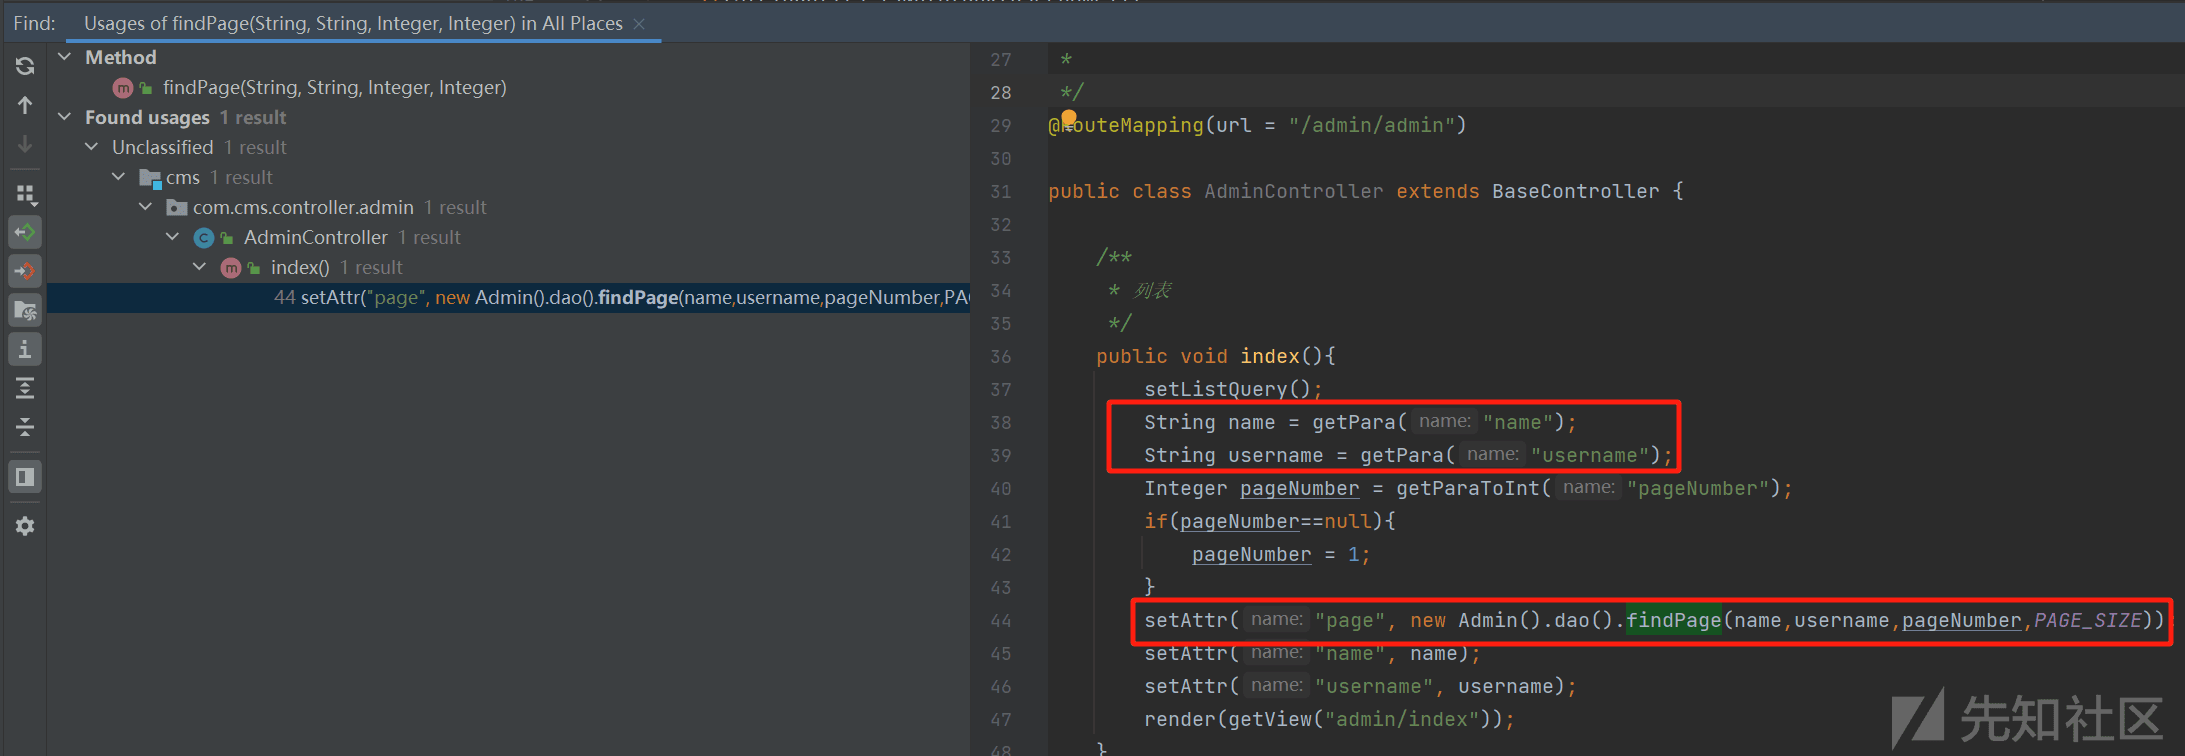 Find: Usages of findPage(String, String, Integer, Integer) in All Places
Method
findPage(String, String, Integer, Integer)
Found usages 1 result
Unclassified 1 result
cms 1 result
com.cms.controller.admin 1 result
AdminController 1 result
index() 1 result
44 setAttr("page", new Admin().dao().findPage(name,username,pageNumber,PAG
27 *
28 */
29 @RouteMapping(url = "/admin/admin")
30
31 public class AdminController extends BaseController {
32
33 /**
34 * 列表
35 */
36 public void index(){
37 setListQuery();
38 String name = getPara( name: "name");
39 String username = getPara( name: "username");
40 Integer pageNumber = getParaToInt( name: "pageNumber");
41 if(pageNumber==null){
42 pageNumber = 1;
43 }
44 setAttr( name: "page", new Admin().dao().findPage(name,username,pageNumber,PAGE_SIZE))
45 setAttr( name: "name", name);
46 setAttr( name: "username", username);
47 render(getView("admin/index"));
48 }
先知社区